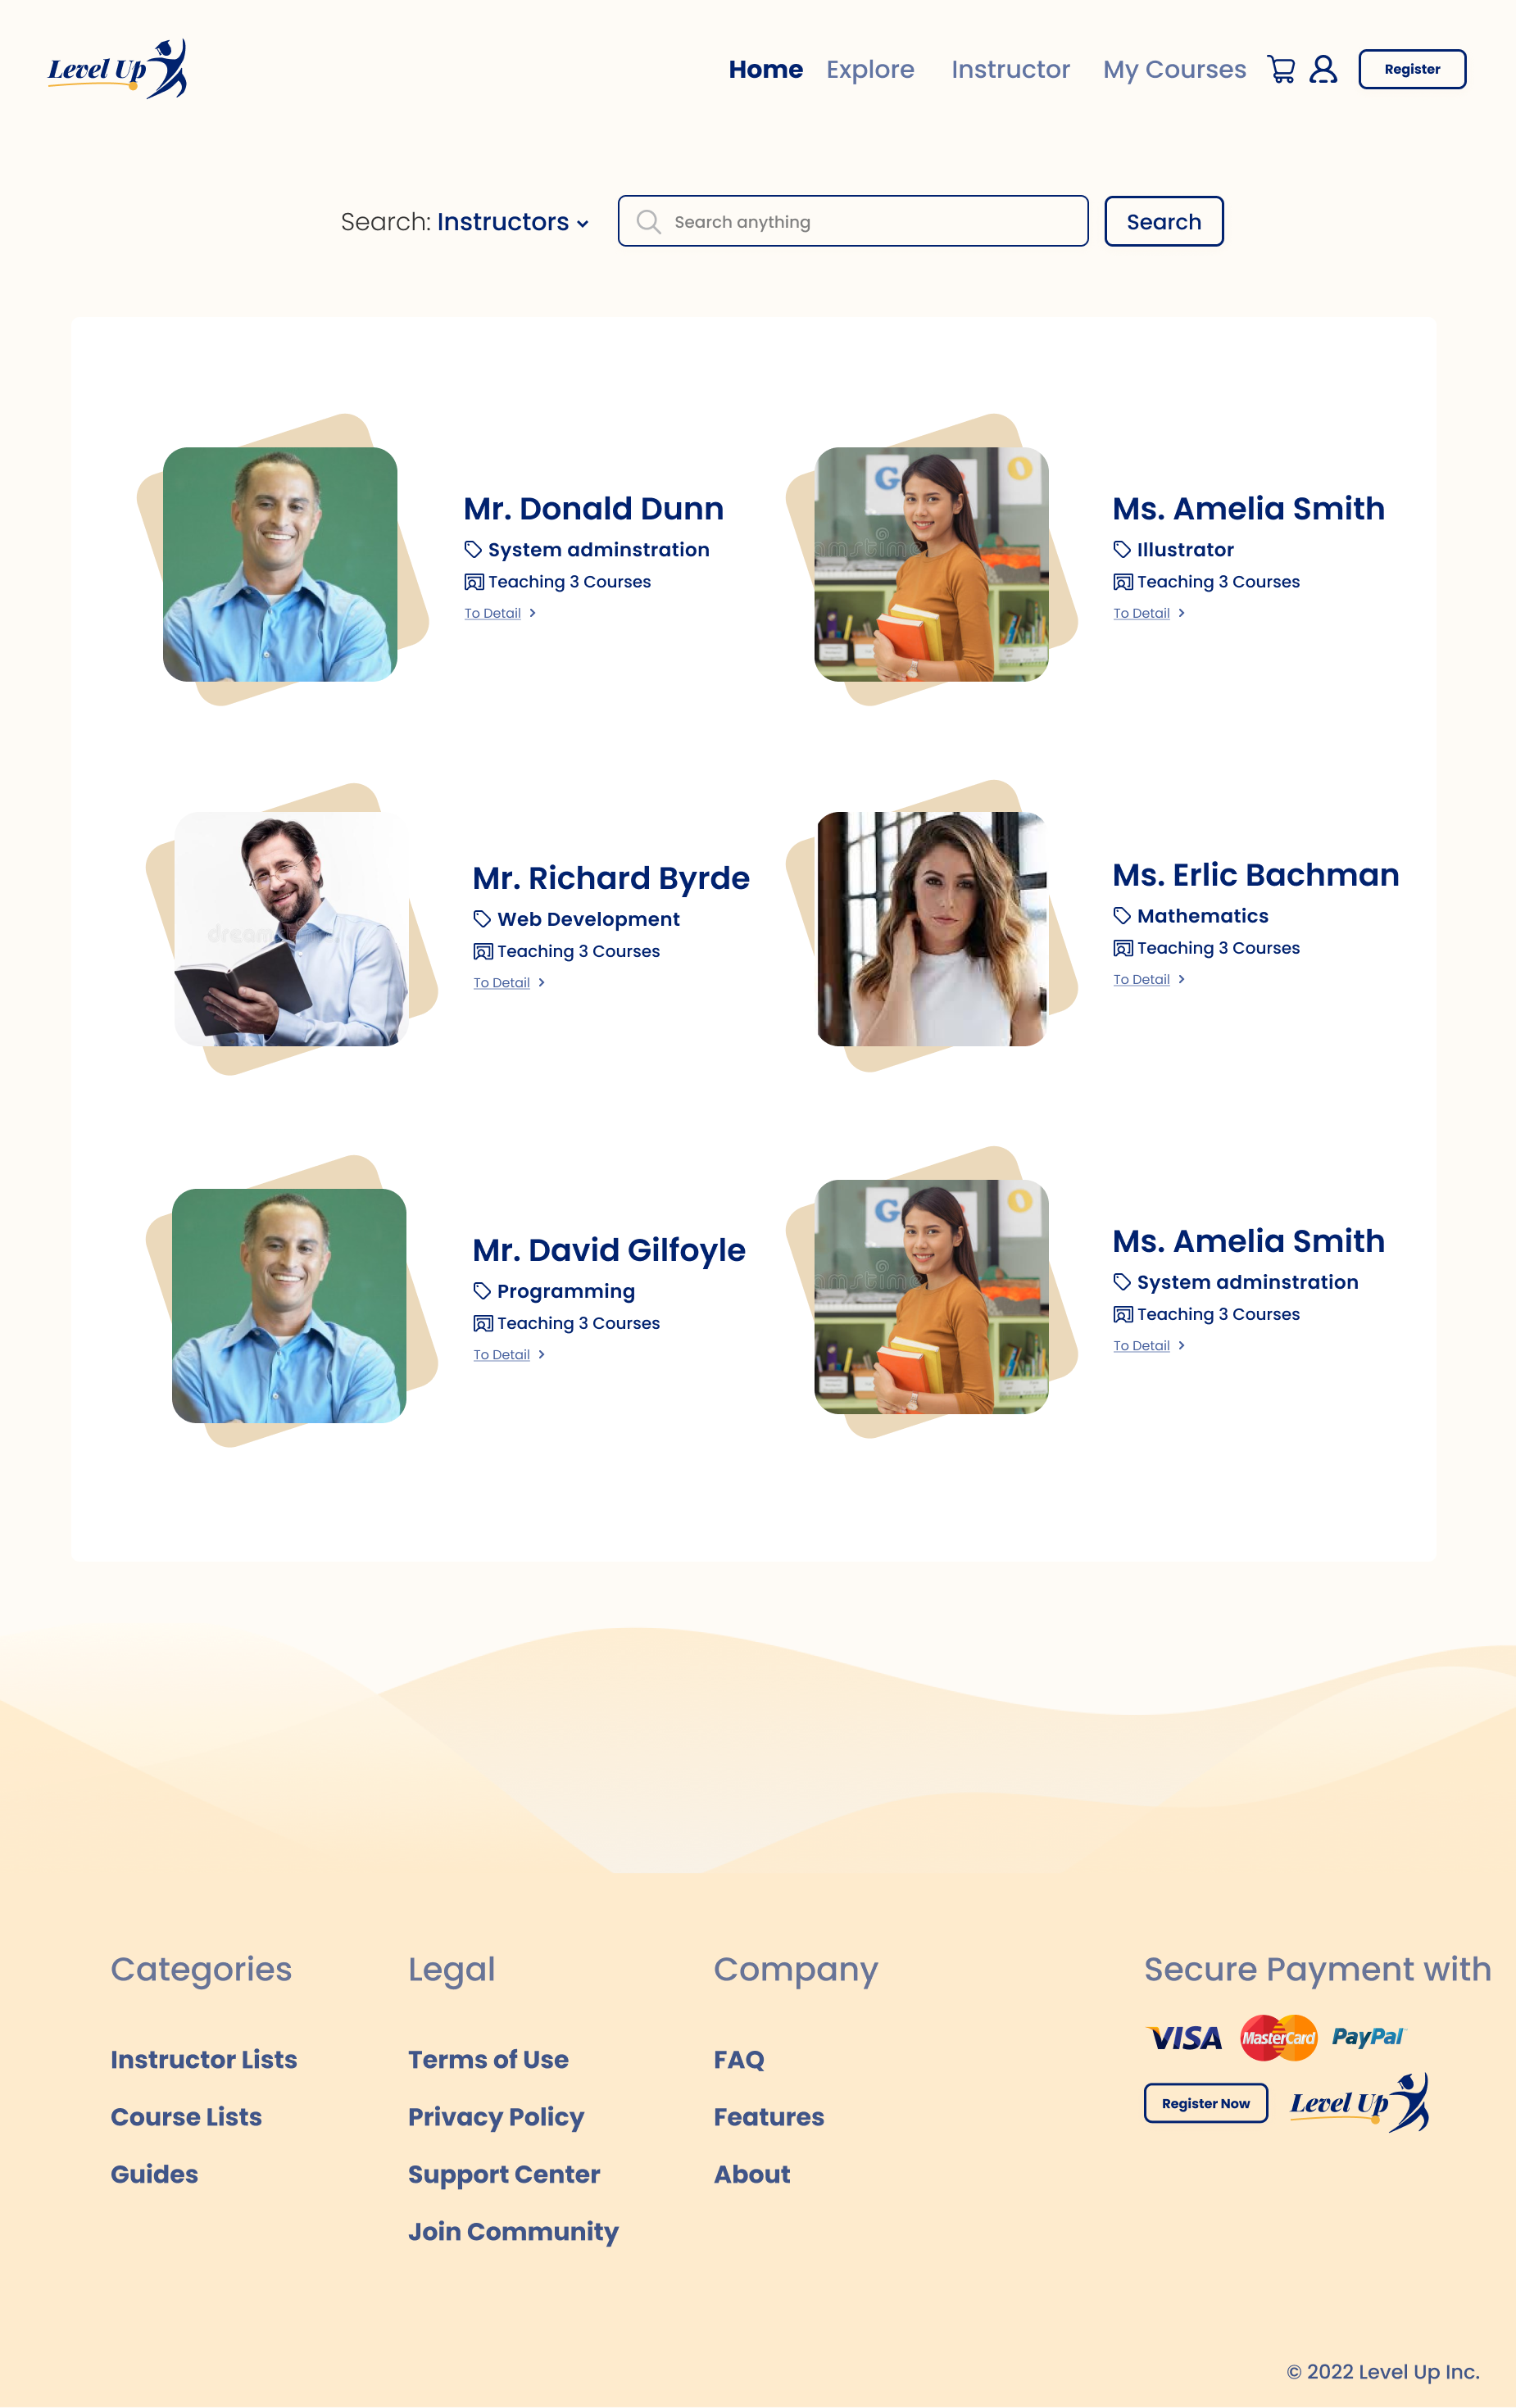 Level Up
Home Explore Instructor My Courses Register
Search: Instructors Search anything Search
Mr. Donald Dunn
System adminstration
Teaching 3 Courses
To Detail
G O
Ms. Amelia Smith
Illustrator
Teaching 3 Courses
To Detail
Mr. Richard Byrde
Web Development
Teaching 3 Courses
To Detail
Ms. Erlic Bachman
Mathematics
Teaching 3 Courses
To Detail
Mr. David Gilfoyle
Programming
Teaching 3 Courses
To Detail
G O
Ms. Amelia Smith
System adminstration
Teaching 3 Courses
To Detail
Categories
Instructor Lists
Course Lists
Guides
Legal
Terms of Use
Privacy Policy
Support Center
Join Community
Company
FAQ
Features
About
Secure Payment with
VISA MasterCard PayPal
Register Now Level Up
© 2022 Level Up Inc.